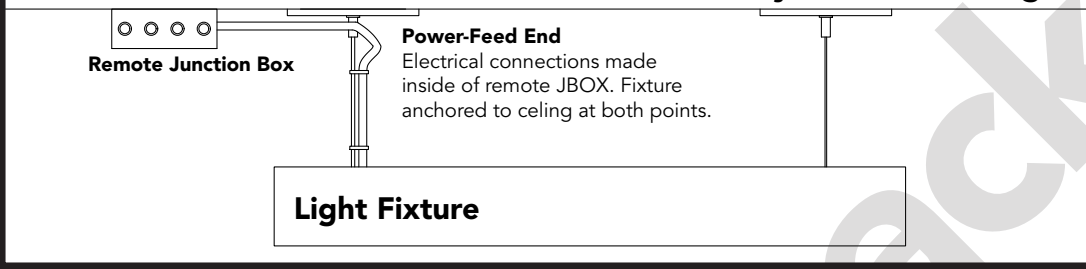 Remote Junction Box
Power-Feed End
Electrical connections made
inside of remote JBOX. Fixture
anchored to celing at both points.
Light Fixture